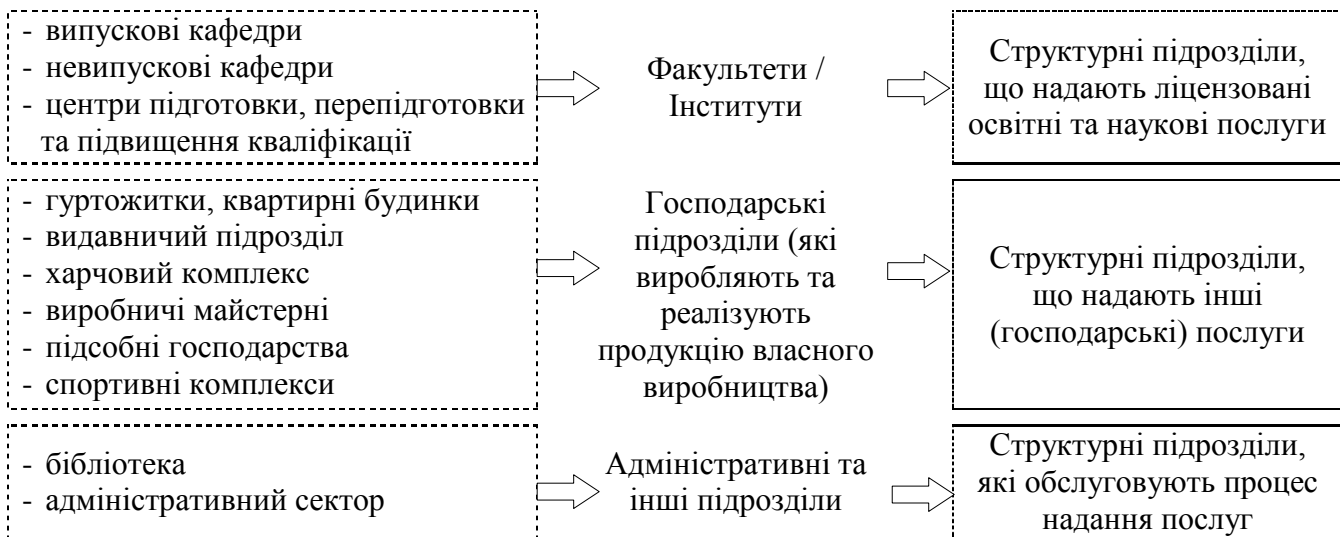 - випускові кафедри
- невипускові кафедри
- центри підготовки, перепідготовки
та підвищення кваліфікації
Факультети /
Інститути
Структурні підрозділи,
що надають ліцензовані
освітні та наукові послуги
- гуртожитки, квартирні будинки
- видавничий підрозділ
- харчовий комплекс
- виробничі майстерні
- підсобні господарства
- спортивні комплекси
Господарські
підрозділи (які
виробляють та
реалізують
продукцію власного
виробництва)
Структурні підрозділи,
що надають інші
(господарські) послуги
- бібліотека
- адміністративний сектор
Адміністративні та
інші підрозділи
Структурні підрозділи,
які обслуговують процес
надання послуг